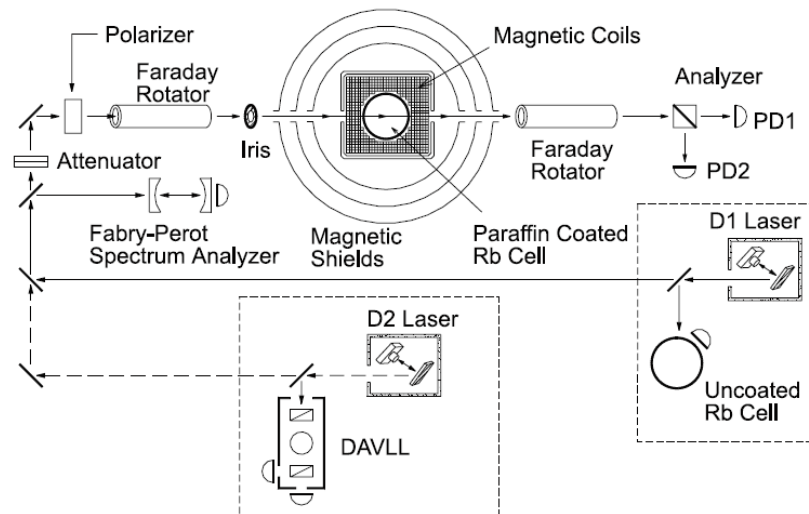 Polarizer
Faraday
Rotator
Magnetic Coils
Analyzer
Iris
Attenuator
Faraday
Rotator
PD1
PD2
Fabry-Perot
Spectrum Analyzer
Magnetic
Shields
Paraffin Coated
Rb Cell
D1 Laser
D2 Laser
Uncoated
Rb Cell
DAVLL